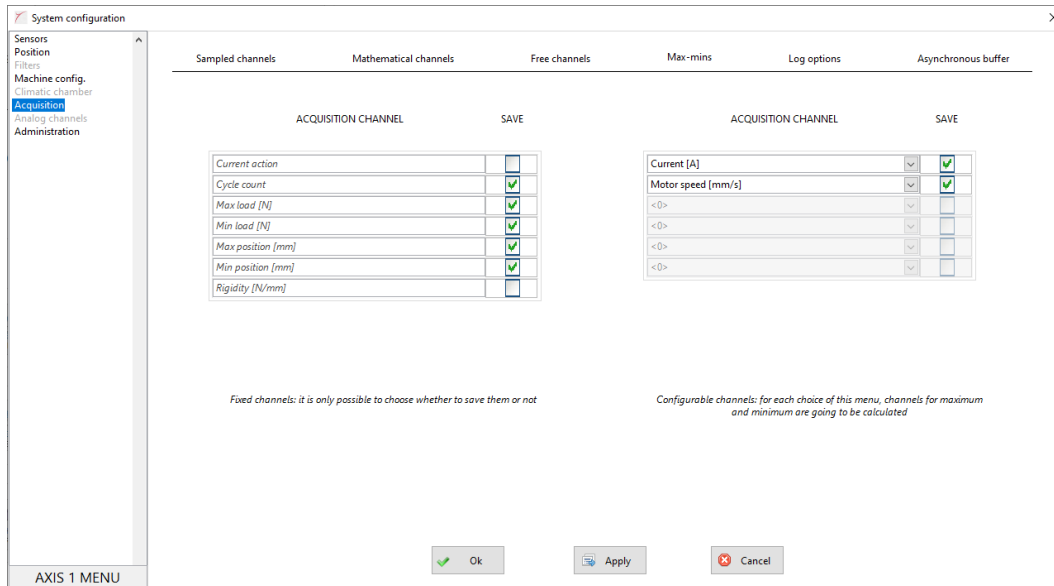 System configuration
Sensors
Position
Filters
Machine config.
Climatic chamber
Acquisition
Analog channels
Administration
AXIS 1 MENU
Sampled channels Mathematical channels Free channels Max-mins Log options Asynchronous buffer
ACQUISITION CHANNEL SAVE
Current action
Cycle count
Max load [N]
Min load [N]
Max position [mm]
Min position [mm]
Rigidity [N/mm]
Fixed channels: it is only possible to choose whether to save them or not
ACQUISITION CHANNEL SAVE
Current [A]
Motor speed [mm/s]
<0>
<0>
<0>
<0>
Configurable channels: for each choice of this menu, channels for maximum
and minimum are going to be calculated
Ok Apply Cancel